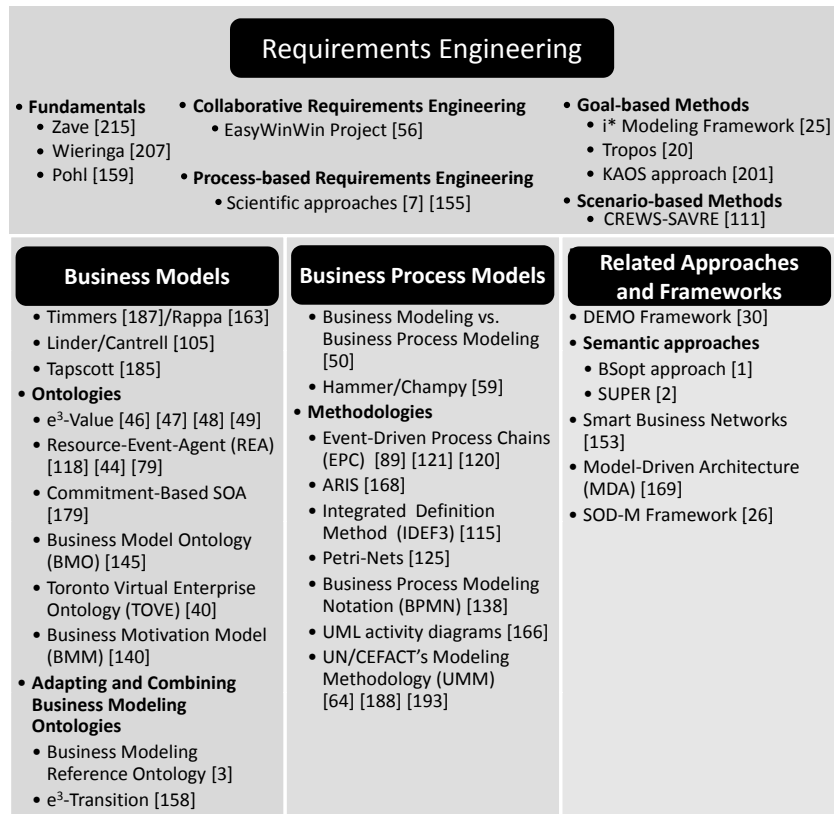 Requirements Engineering
• Fundamentals
• Zave [215]
• Wieringa [207]
• Pohl [159]
• Collaborative Requirements Engineering
• EasyWinWin Project [56]
• Process-based Requirements Engineering
• Scientific approaches [7] [155]
• Goal-based Methods
• i* Modeling Framework [25]
• Tropos [20]
• KAOS approach [201]
• Scenario-based Methods
• CREWS-SAVRE [111]
Business Models
• Timmers [187]/Rappa [163]
• Linder/Cantrell [105]
• Tapscott [185]
• Ontologies
• e³-Value [46] [47] [48] [49]
• Resource-Event-Agent (REA)
[118] [44] [79]
• Commitment-Based SOA
[179]
• Business Model Ontology
(BMO) [145]
• Toronto Virtual Enterprise
Ontology (TOVE) [40]
• Business Motivation Model
(BMM) [140]
• Adapting and Combining
Business Modeling
Ontologies
• Business Modeling
Reference Ontology [3]
• e³-Transition [158]
Business Process Models
• Business Modeling vs.
Business Process Modeling
[50]
• Hammer/Champy [59]
• Methodologies
• Event-Driven Process Chains
(EPC) [89] [121] [120]
• ARIS [168]
• Integrated Definition
Method (IDEF3) [115]
• Petri-Nets [125]
• Business Process Modeling
Notation (BPMN) [138]
• UML activity diagrams [166]
• UN/CEFACT's Modeling
Methodology (UMM)
[64] [188] [193]
Related Approaches
and Frameworks
• DEMO Framework [30]
• Semantic approaches
• BSopt approach [1]
• SUPER [2]
• Smart Business Networks
[153]
• Model-Driven Architecture
(MDA) [169]
• SOD-M Framework [26]